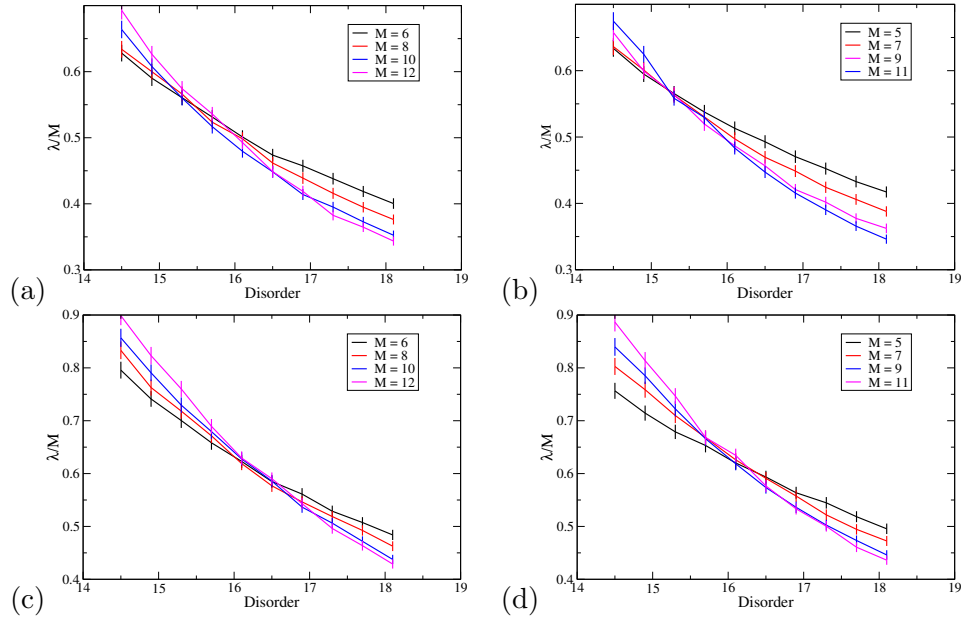 M = 6
M = 8
M = 10
M = 12
0.6
0.5
0.4
0.3
λ/M
14 15 16 17 18 19
Disorder
(a)
M = 5
M = 7
M = 9
M = 11
0.6
0.5
0.4
0.3
λ/M
14 15 16 17 18 19
Disorder
(b)
M = 6
M = 8
M = 10
M = 12
0.9
0.8
0.7
0.6
0.5
0.4
λ/M
14 15 16 17 18 19
Disorder
(c)
M = 5
M = 7
M = 9
M = 11
0.9
0.8
0.7
0.6
0.5
0.4
λ/M
14 15 16 17 18 19
Disorder
(d)